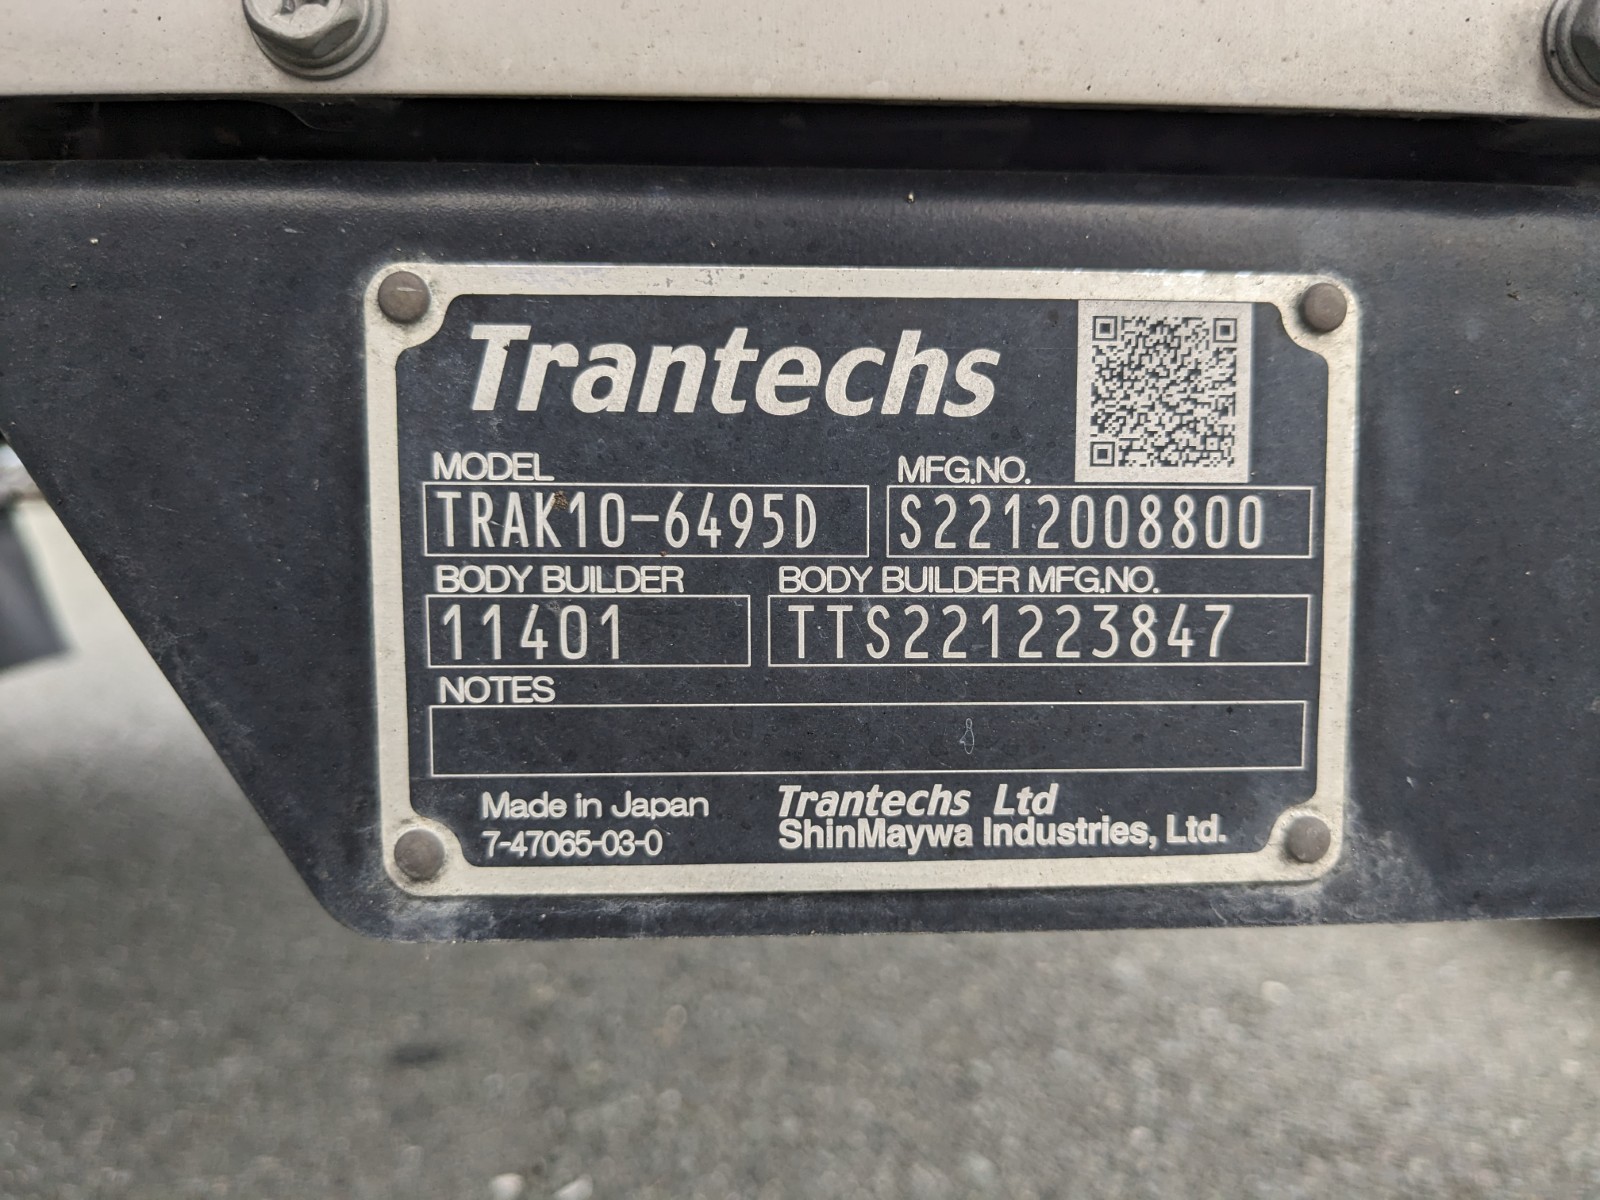 Trantechs
MODEL MFG.NO.
TRAK10-6495D S2212008800
BODY BUILDER BODY BUILDER MFG.NO.
11401 TTS221223847
NOTES
Made in Japan Trantechs Ltd
7-47065-03-0 ShinMaywa Industries, Ltd.